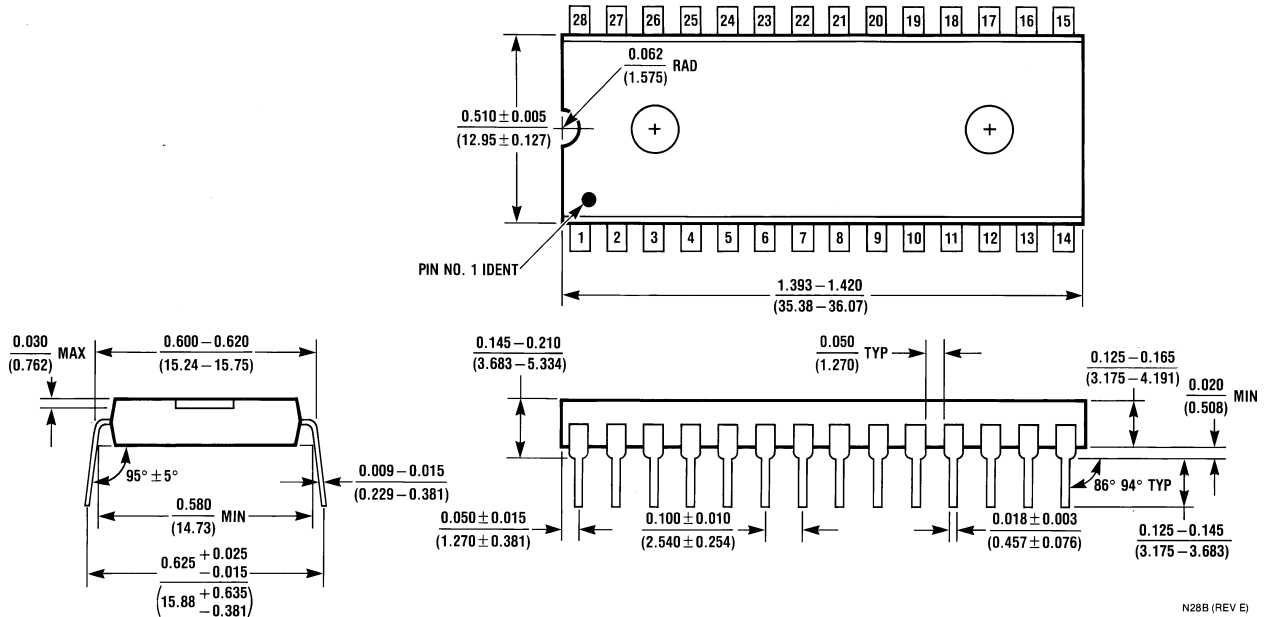 28 27 26 25 24 23 22 21 20 19 18 17 16 15
0.062
(1.575)
RAD
0.510 ± 0.005
(12.95 ± 0.127)
1 2 3 4 5 6 7 8 9 10 11 12 13 14
PIN NO. 1 IDENT
1.393 – 1.420
(35.38 – 36.07)
0.030
(0.762)
MAX
0.600 – 0.620
(15.24 – 15.75)
95° ± 5°
0.009 – 0.015
(0.229 – 0.381)
0.580
(14.73)
MIN
0.625 + 0.025
– 0.015
(15.88 + 0.635
– 0.381)
0.145 – 0.210
(3.683 – 5.334)
0.050
(1.270)
TYP
0.125 – 0.165
(3.175 – 4.191)
0.020
(0.508)
MIN
86° 94° TYP
0.050 ± 0.015
(1.270 ± 0.381)
0.100 ± 0.010
(2.540 ± 0.254)
0.018 ± 0.003
(0.457 ± 0.076)
0.125 – 0.145
(3.175 – 3.683)
N28B (REV E)